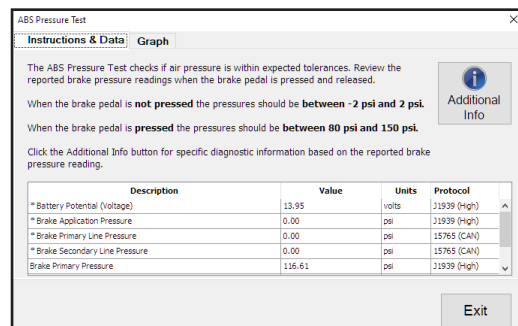 ABS Pressure Test
Instructions & Data Graph
The ABS Pressure Test checks if air pressure is within expected tolerances. Review the
reported brake pressure readings when the brake pedal is pressed and released.
When the brake pedal is not pressed the pressures should be between -2 psi and 2 psi.
When the brake pedal is pressed the pressures should be between 80 psi and 150 psi.
Click the Additional Info button for specific diagnostic information based on the reported brake
pressure reading.
Additional
Info
Description Value Units Protocol
*Battery Potential (Voltage) 13.95 volts J1939 (High)
*Brake Application Pressure 0.00 psi J1939 (High)
*Brake Primary Line Pressure 0.00 psi 15765 (CAN)
*Brake Secondary Line Pressure 0.00 psi 15765 (CAN)
Brake Primary Pressure 116.61 psi J1939 (High)
Exit